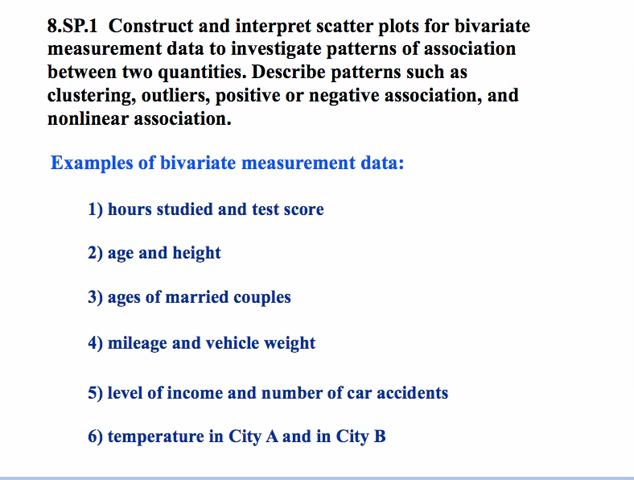 8.SP.1  Construct and interpret scatter plots for bivariate
measurement data to investigate patterns of association
between two quantities. Describe patterns such as
clustering, outliers, positive or negative association, and
nonlinear association.
Examples of bivariate measurement data:
1) hours studied and test score
2) age and height
3) ages of married couples
4) mileage and vehicle weight
5) level of income and number of car accidents
6) temperature in City A and in City B